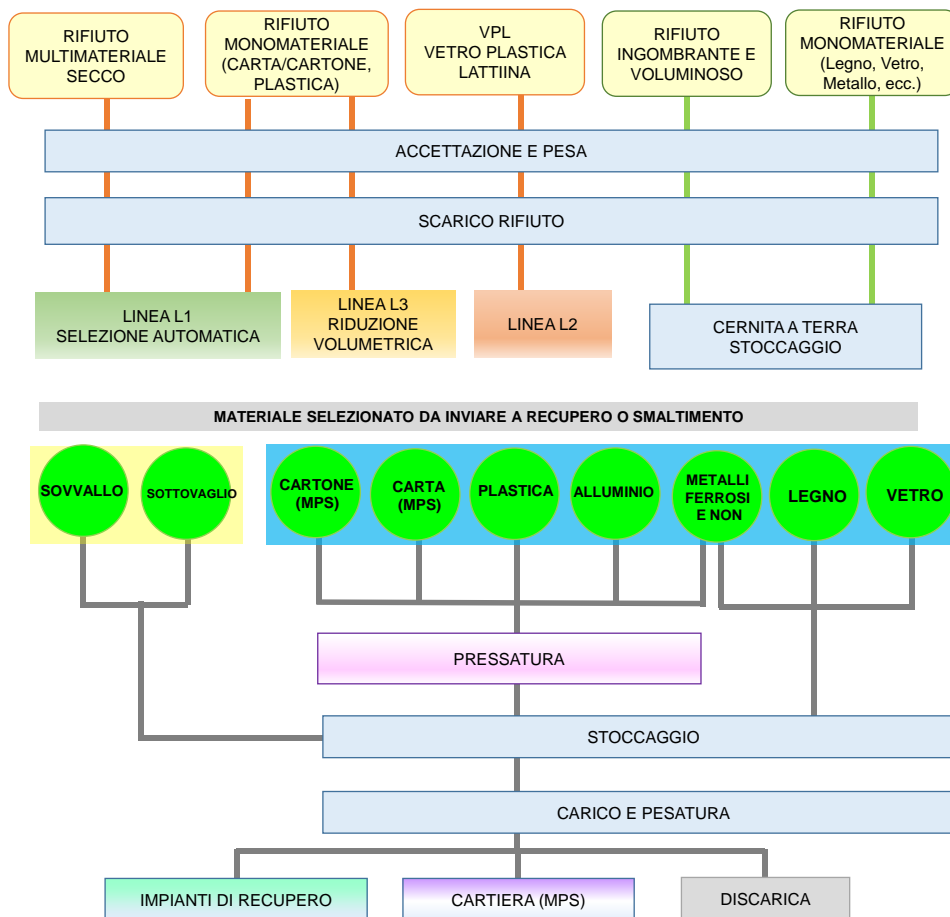 RIFIUTO
MULTIMATERIALE
SECCO
RIFIUTO
MONOMATERIALE
(CARTA/CARTONE,
PLASTICA)
VPL
VETRO PLASTICA
LATTIINA
RIFIUTO
INGOMBRANTE E
VOLUMINOSO
RIFIUTO
MONOMATERIALE
(Legno, Vetro,
Metallo, ecc.)
ACCETTAZIONE E PESA
SCARICO RIFIUTO
LINEA L1
SELEZIONE AUTOMATICA
LINEA L3
RIDUZIONE
VOLUMETRICA
LINEA L2
CERNITA A TERRA
STOCCAGGIO
MATERIALE SELEZIONATO DA INVIARE A RECUPERO O SMALTIMENTO
SOVVALLO
SOTTOVAGLIO
CARTONE
(MPS)
CARTA
(MPS)
PLASTICA
ALLUMINIO
METALLI
FERROSI
E NON
LEGNO
VETRO
PRESSATURA
STOCCAGGIO
CARICO E PESATURA
IMPIANTI DI RECUPERO
CARTIERA (MPS)
DISCARICA